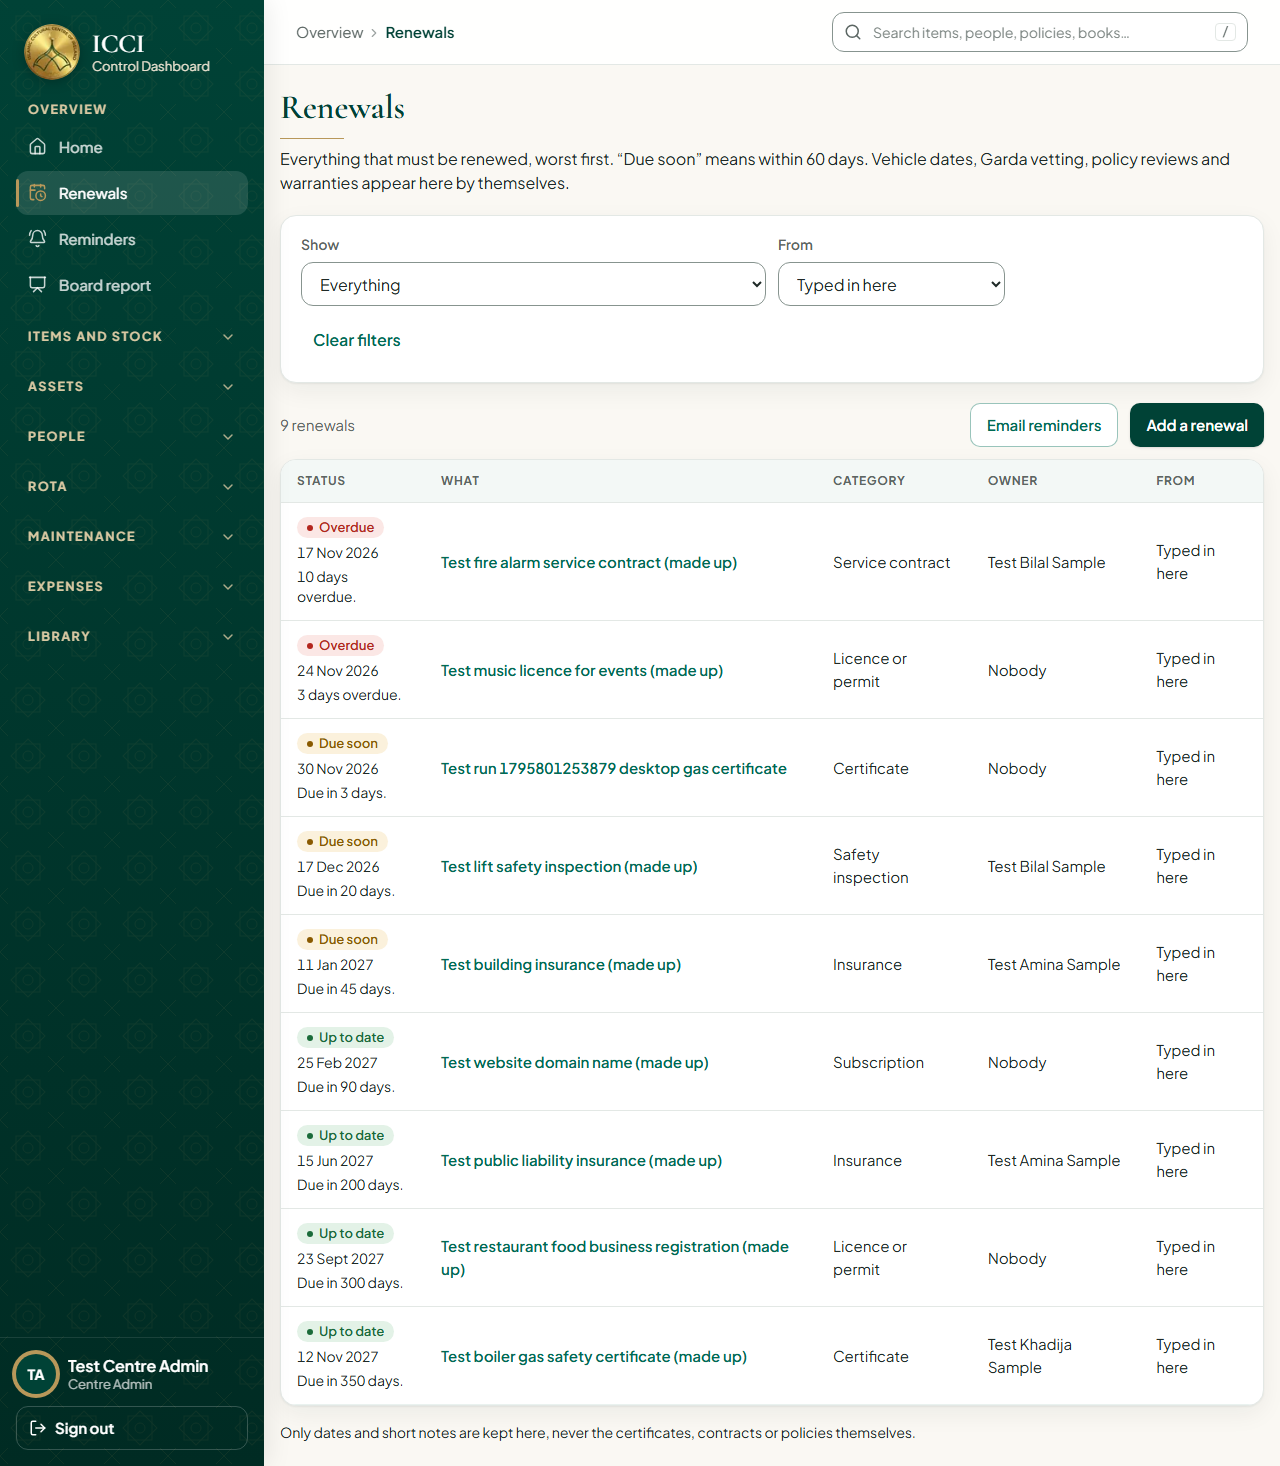 ICCI
Control Dashboard
OVERVIEW
Home
Renewals
Reminders
Board report
ITEMS AND STOCK
ASSETS
PEOPLE
ROTA
MAINTENANCE
EXPENSES
LIBRARY
TA
Test Centre Admin
Centre Admin
Sign out
Overview › Renewals
Search items, people, policies, books… /
Renewals
Everything that must be renewed, worst first. “Due soon” means within 60 days. Vehicle dates, Garda vetting, policy reviews and
warranties appear here by themselves.
Show From
Everything Typed in here
Clear filters
9 renewals Email reminders Add a renewal
STATUS WHAT CATEGORY OWNER FROM
Overdue
17 Nov 2026
10 days
overdue.
Test fire alarm service contract (made up)
Service contract
Test Bilal Sample
Typed in
here
Overdue
24 Nov 2026
3 days overdue.
Test music licence for events (made up)
Licence or
permit
Nobody
Typed in
here
Due soon
30 Nov 2026
Due in 3 days.
Test run 1795801253879 desktop gas certificate
Certificate
Nobody
Typed in
here
Due soon
17 Dec 2026
Due in 20 days.
Test lift safety inspection (made up)
Safety
inspection
Test Bilal Sample
Typed in
here
Due soon
11 Jan 2027
Due in 45 days.
Test building insurance (made up)
Insurance
Test Amina Sample
Typed in
here
Up to date
25 Feb 2027
Due in 90 days.
Test website domain name (made up)
Subscription
Nobody
Typed in
here
Up to date
15 Jun 2027
Due in 200 days.
Test public liability insurance (made up)
Insurance
Test Amina Sample
Typed in
here
Up to date
23 Sept 2027
Due in 300 days.
Test restaurant food business registration (made
up)
Licence or
permit
Nobody
Typed in
here
Up to date
12 Nov 2027
Due in 350 days.
Test boiler gas safety certificate (made up)
Certificate
Test Khadija
Sample
Typed in
here
Only dates and short notes are kept here, never the certificates, contracts or policies themselves.